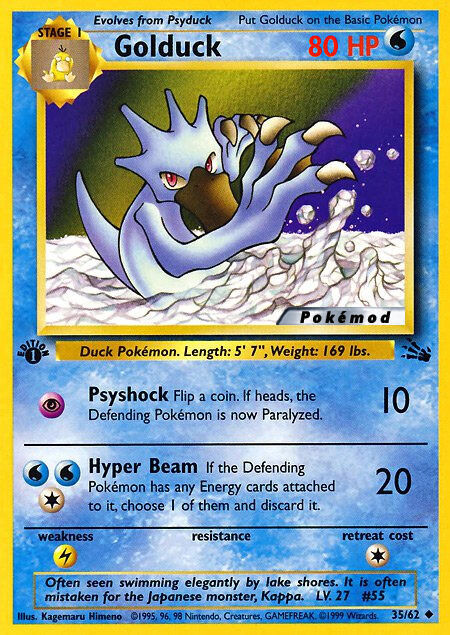 Evolves from Psyduck Put Golduck on the Basic Pokémon
STAGE 1
Golduck 80 HP
Pokémod
EDITION
1
Duck Pokémon. Length: 5' 7", Weight: 169 lbs.
Psyshock Flip a coin. If heads, the
Defending Pokémon is now Paralyzed.
10
Hyper Beam If the Defending
Pokémon has any Energy cards attached
to it, choose 1 of them and discard it.
20
weakness resistance retreat cost
Often seen swimming elegantly by lake shores. It is often
mistaken for the Japanese monster, Kappa. LV. 27 #55
Illus. Kagemaru Himeno ©1995, 96, 98 Nintendo, Creatures, GAMEFREAK. ©1999 Wizards. 35/62